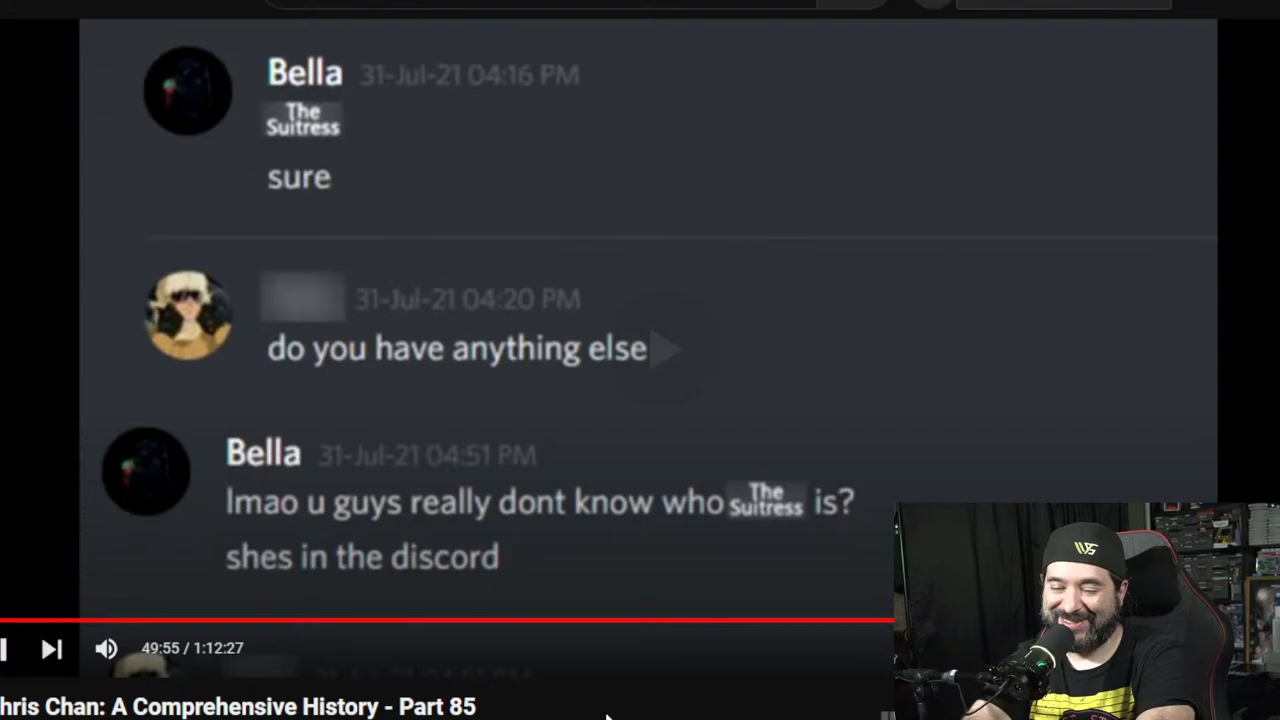 Bella 31-Jul-21 04:16 PM
The
Suitress
sure
31-Jul-21 04:20 PM
do you have anything else
Bella 31-Jul-21 04:51 PM
lmao u guys really dont know who The Suitress is?
shes in the discord
49:55 / 1:12:27
hris Chan: A Comprehensive History - Part 85